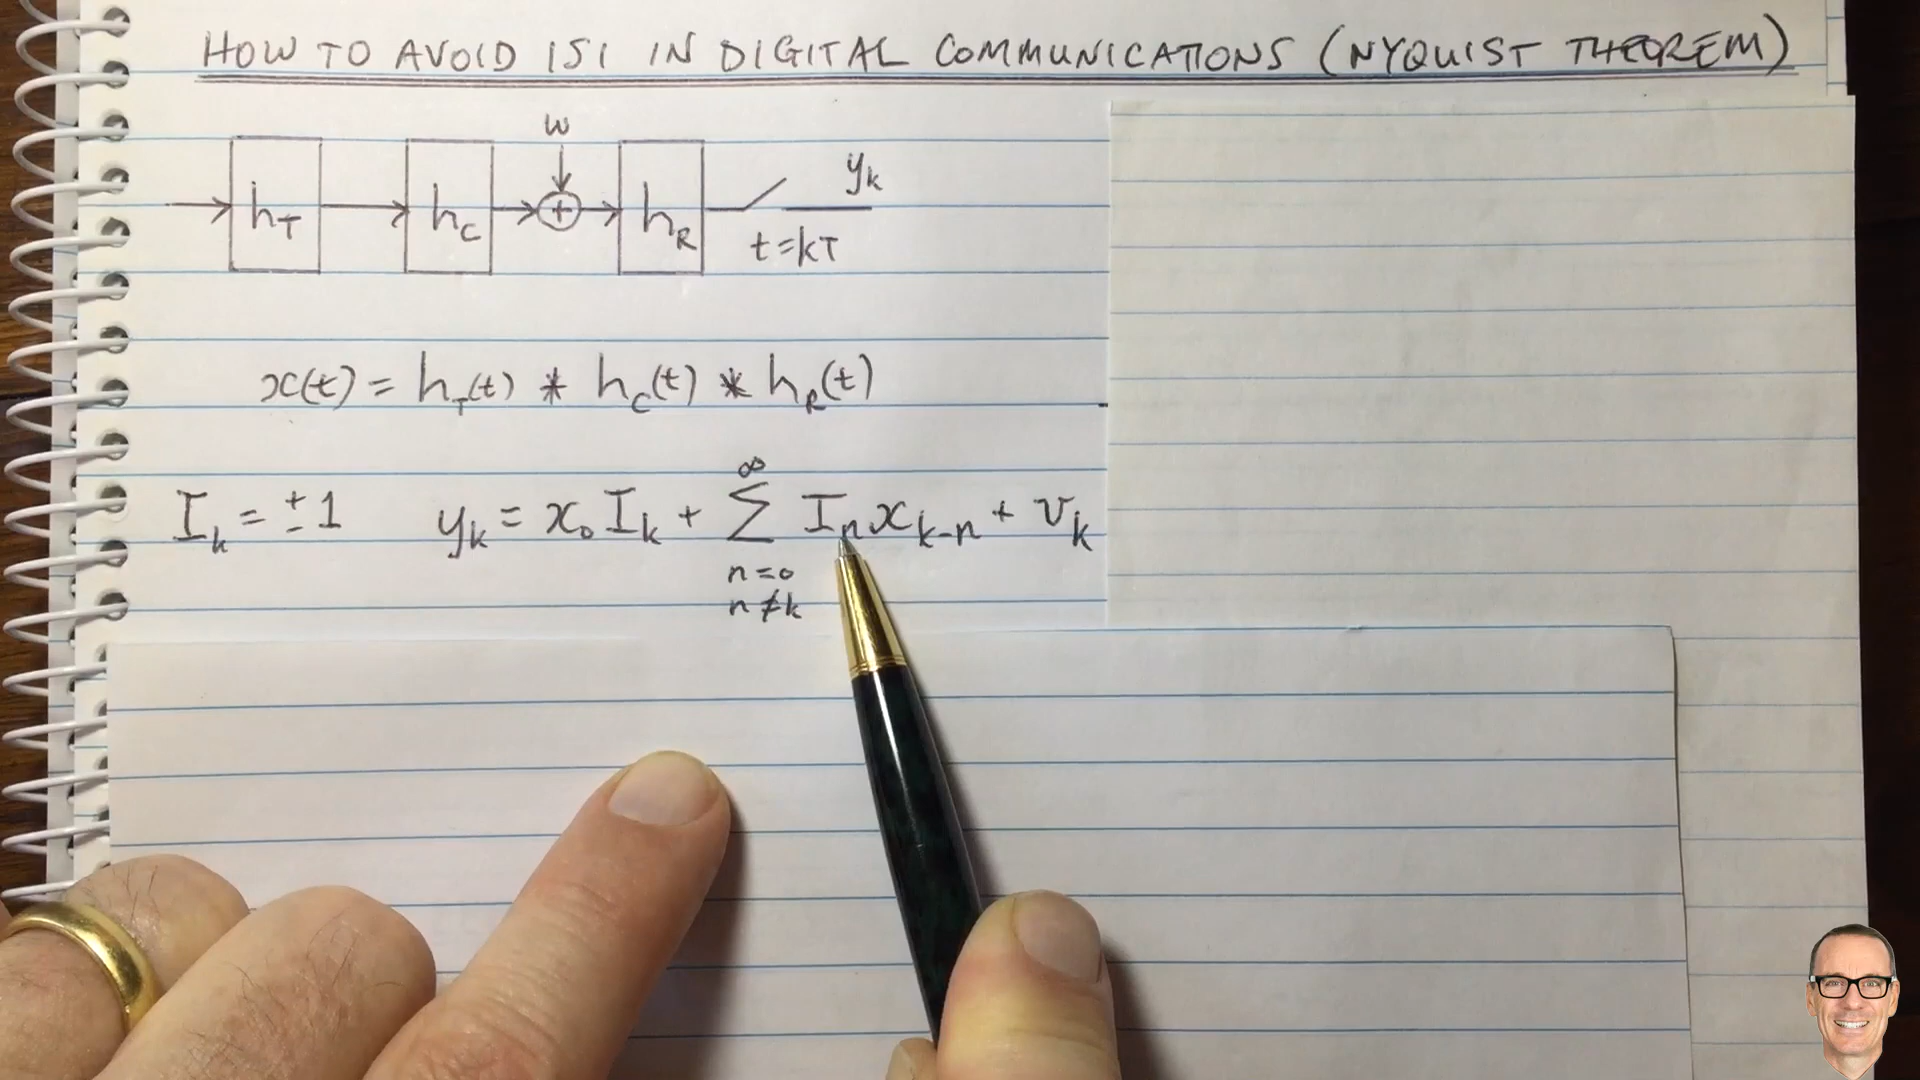 HOW TO AVOID ISI IN DIGITAL COMMUNICATIONS (NYQUIST THEOREM)
w
h_T h_C + h_R y_k
t=kT
x(t) = h_T(t) * h_C(t) * h_R(t)
I_k = ±1 y_k = x_0 I_k + ∑_{n=0, n≠k}^{∞} I_n x_{k-n} + v_k